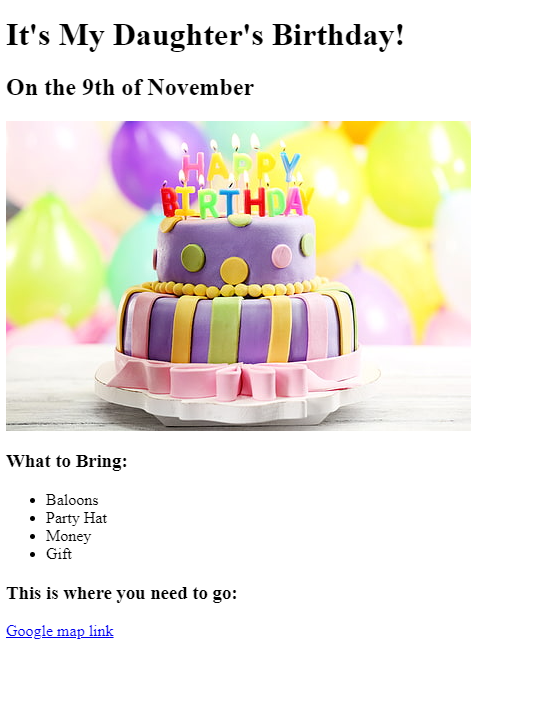 It's My Daughter's Birthday!
On the 9th of November
HAPPY
BIRTHDAY
What to Bring:
Baloons
Party Hat
Money
Gift
This is where you need to go:
Google map link